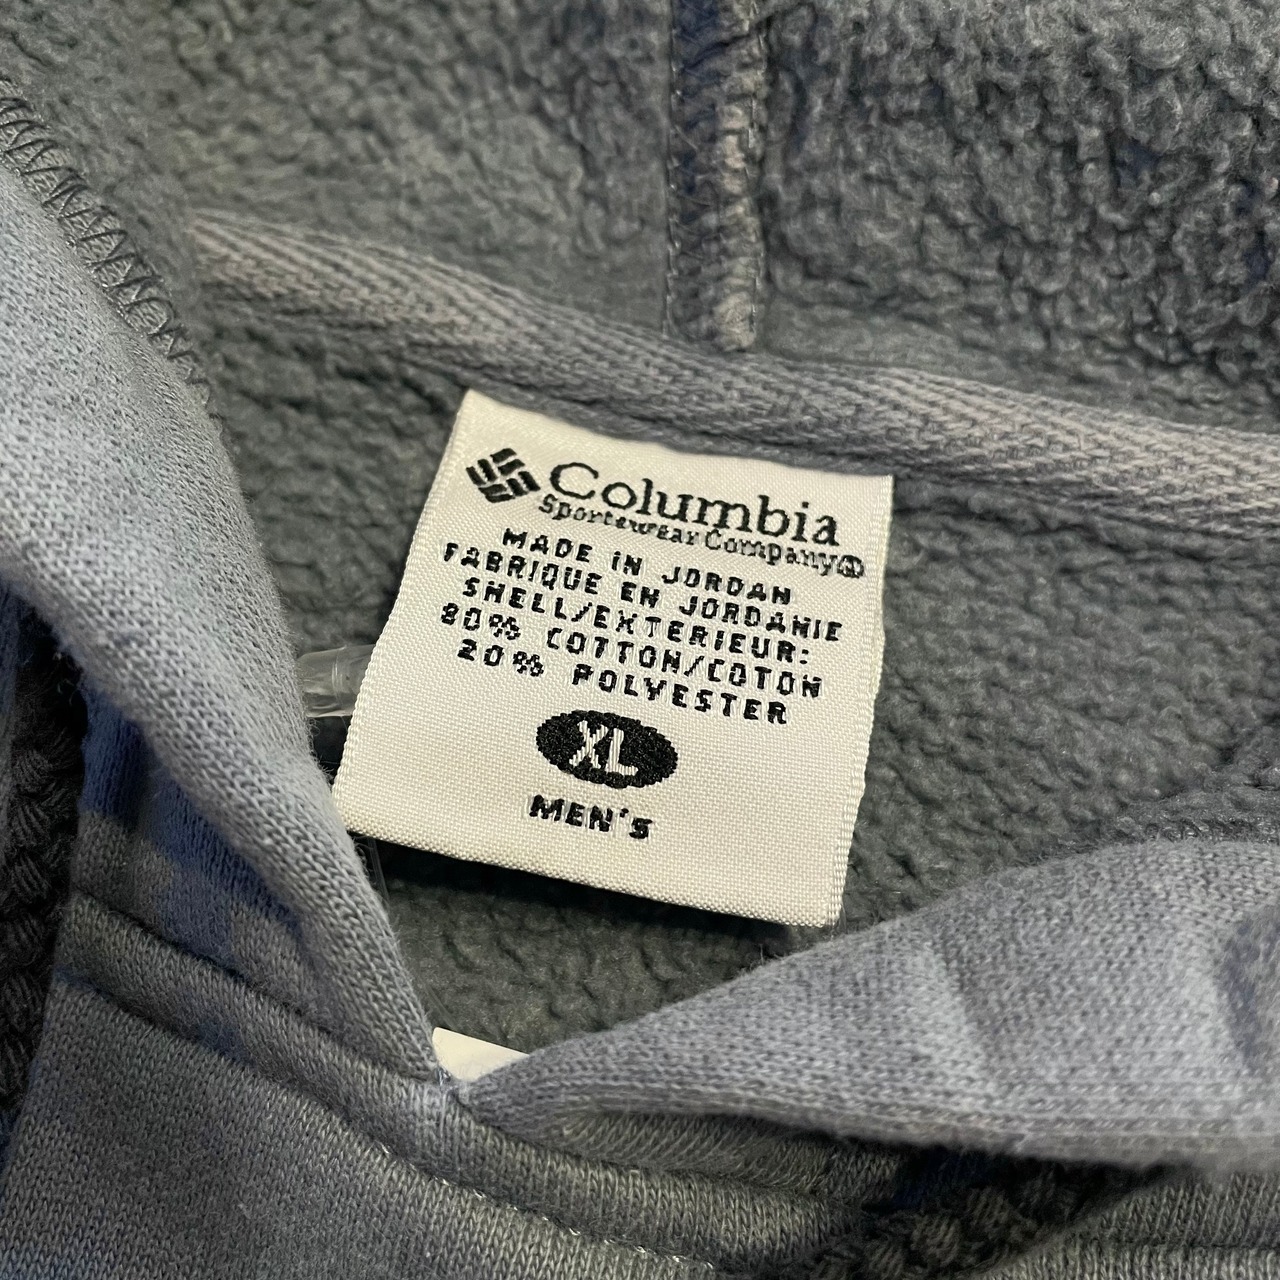 Columbia
Sportswear Company®
MADE IN JORDAN
FABRIQUE EN JORDANIE
SHELL/EXTERIEUR:
80% COTTON/COTON
20% POLYESTER
XL
MEN'S